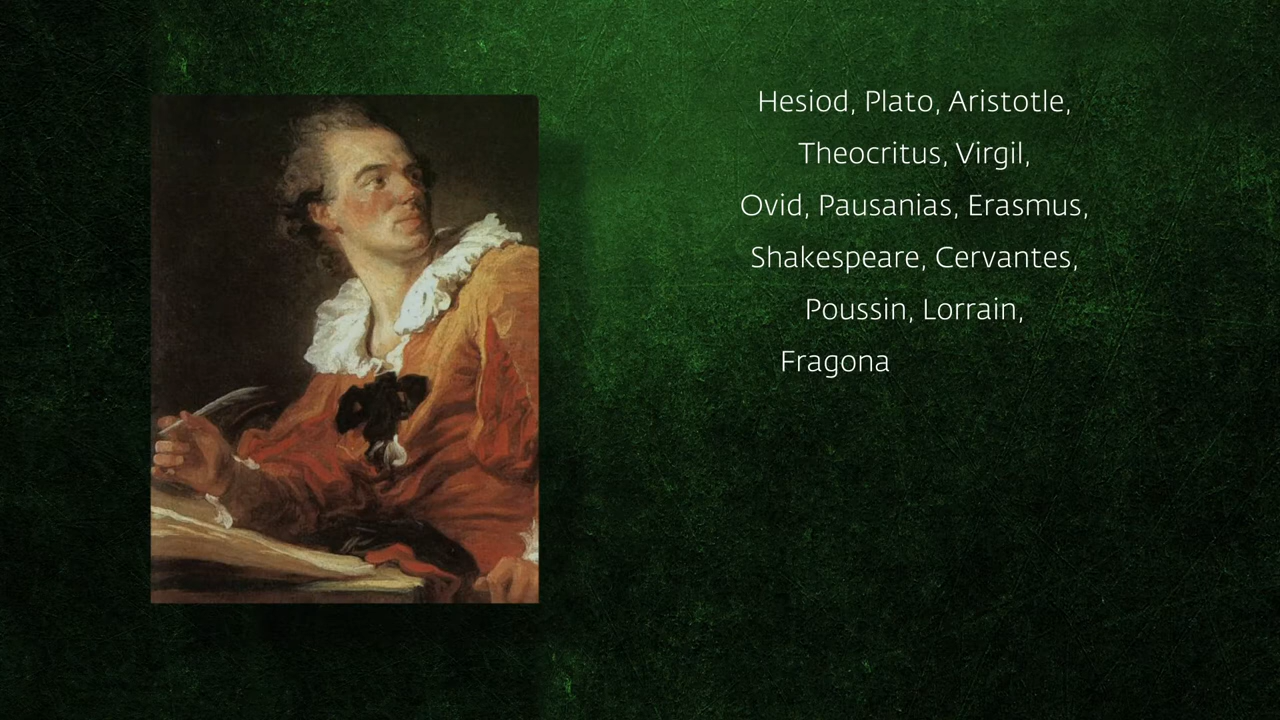 Hesiod, Plato, Aristotle,
Theocritus, Virgil,
Ovid, Pausanias, Erasmus,
Shakespeare, Cervantes,
Poussin, Lorrain,
Fragona